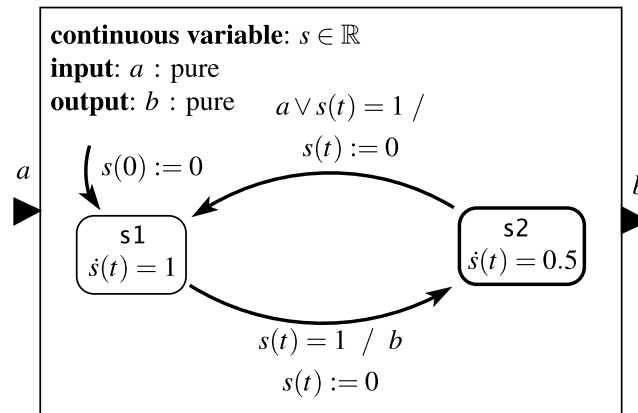 continuous variable: s ∈ ℝ
input: a : pure
output: b : pure
a ∨ s(t) = 1 /
s(t) := 0
a
s(0) := 0
b
s1
ṡ(t) = 1
s2
ṡ(t) = 0.5
s(t) = 1 / b
s(t) := 0